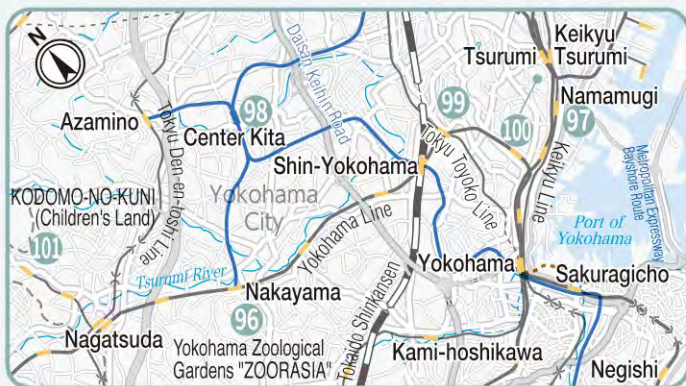 N
Keikyu
Tsurumi
Tsurumi
Daisan Keihin Road
Namamugi
97
99
100
98
Azamino
Center Kita
Tokyu Den-en-toshi Line
Shin-Yokohama
Tokyu Toyoko Line
Keikyu Line
Metropolitan Expressway
Bayshore Route
KODOMO-NO-KUNI
(Children's Land)
101
Yokohama
City
Port of
Yokohama
Yokohama Line
Tsurumi River
Yokohama
Sakuragicho
Nakayama
96
Tokaido Shinkansen
Nagatsuda
Yokohama Zoological
Gardens "ZOORASIA"
Kami-hoshikawa
Negishi